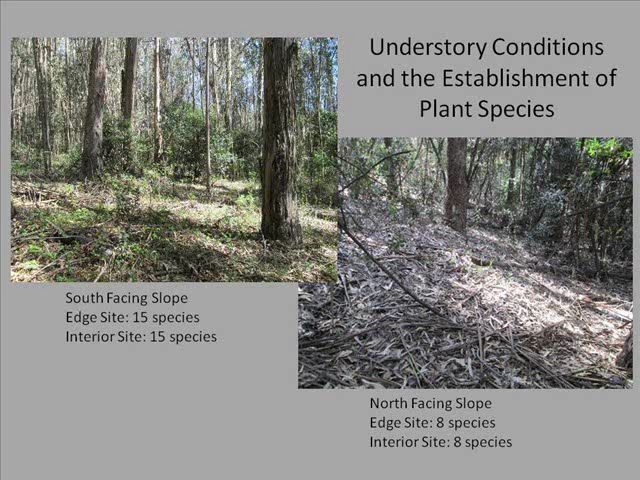 Understory Conditions
and the Establishment of
Plant Species
South Facing Slope
Edge Site: 15 species
Interior Site: 15 species
North Facing Slope
Edge Site: 8 species
Interior Site: 8 species